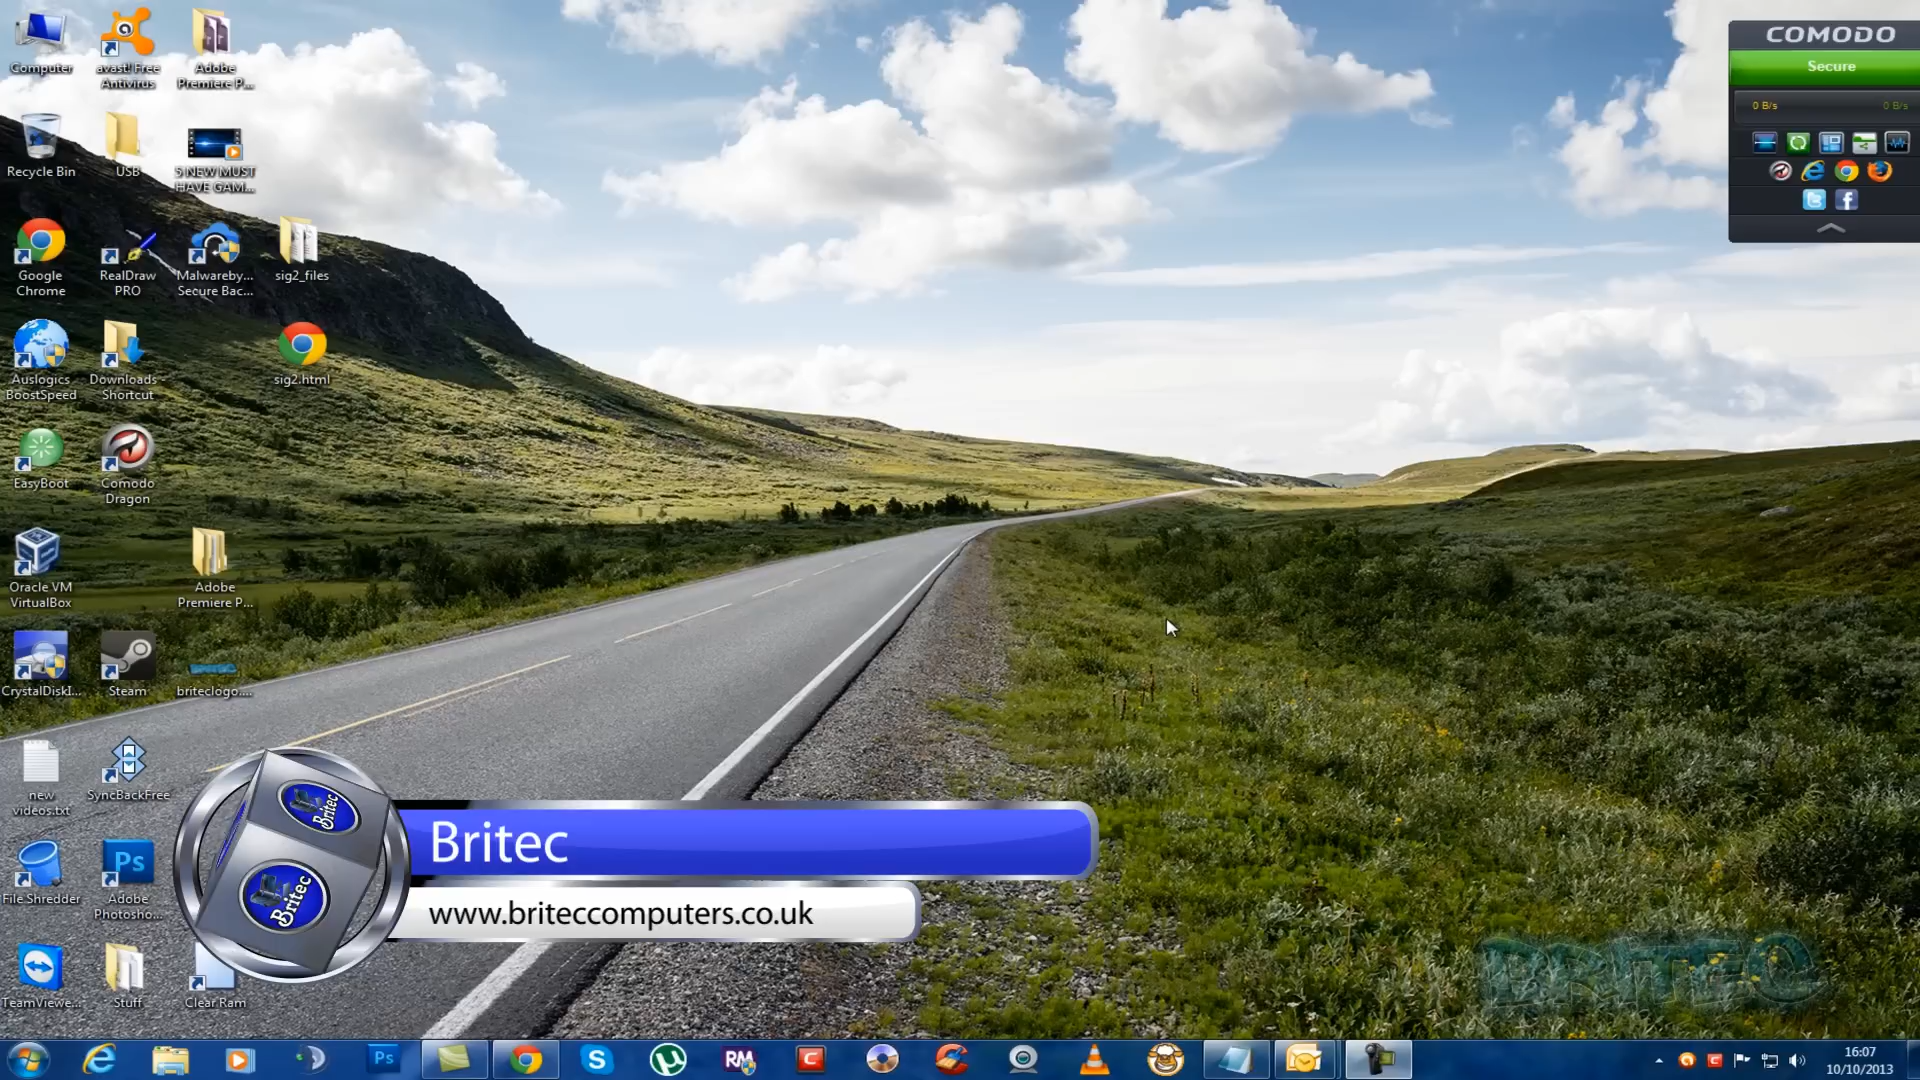 Computer
avast! Free
Antivirus
Adobe
Premiere P...
Recycle Bin
USB
5 NEW MUST
HAVE GAM...
Google
Chrome
RealDraw
PRO
Malwareby...
Secure Bac...
sig2_files
Auslogics
BoostSpeed
Downloads -
Shortcut
sig2.html
EasyBoot
Comodo
Dragon
Oracle VM
VirtualBox
Adobe
Premiere P...
CrystalDiskI...
Steam
briteclogo....
new
videos.txt
SyncBackFree
File Shredder
Ps
Adobe
Photosho...
TeamViewe...
Stuff
Clear Ram
COMODO
Secure
0 B/s
0 B/s
Britec
Britec
Britec
www.briteccomputers.co.uk
BRITEC
Ps
RM
C
16:07
10/10/2013